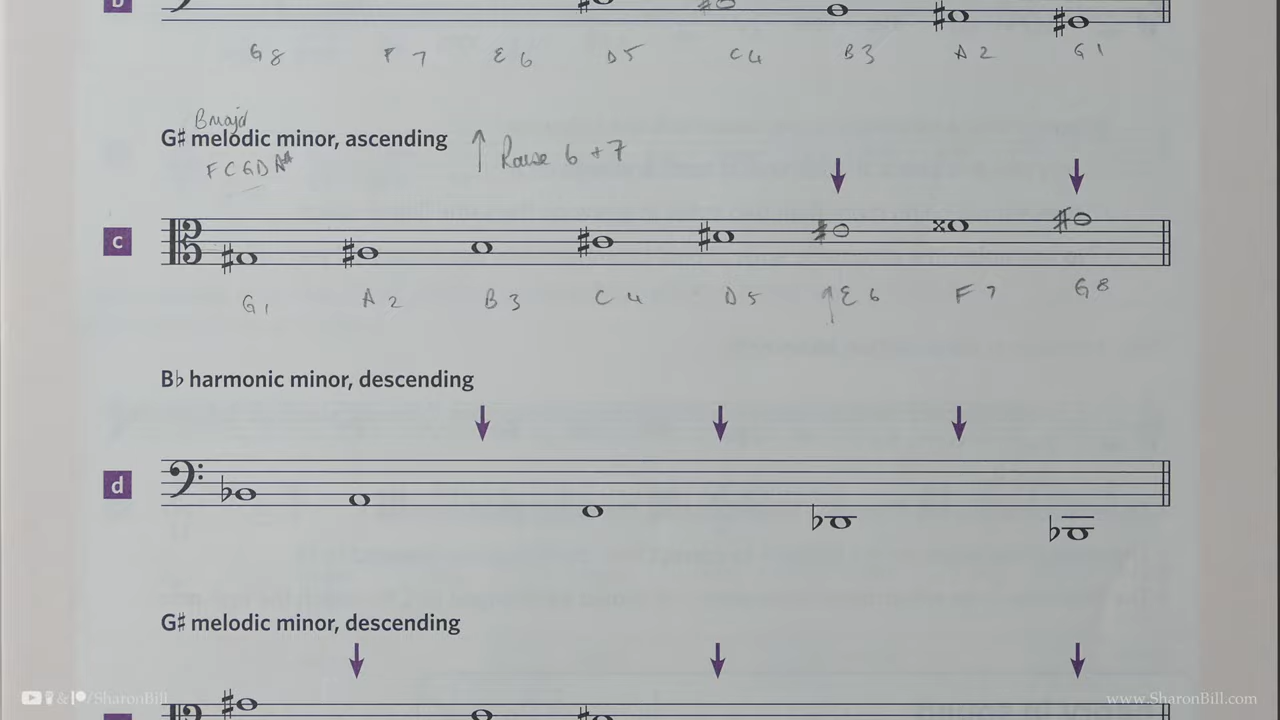 b
G 8 F 7 E 6 D 5 C 4 B 3 A 2 G 1
B major
G♯ melodic minor, ascending ↑ Raise 6 + 7
F C G D A#
c
G 1 A 2 B 3 C 4 D 5 ↑ E 6 F 7 G 8
B♭ harmonic minor, descending
d
G♯ melodic minor, descending
& /SharonBill
www.SharonBill.com